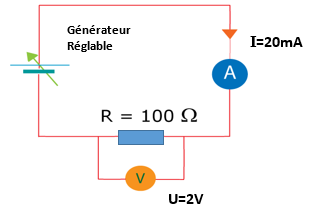 Générateur
Réglable
I=20mA
A
R = 100 Ω
V
U=2V